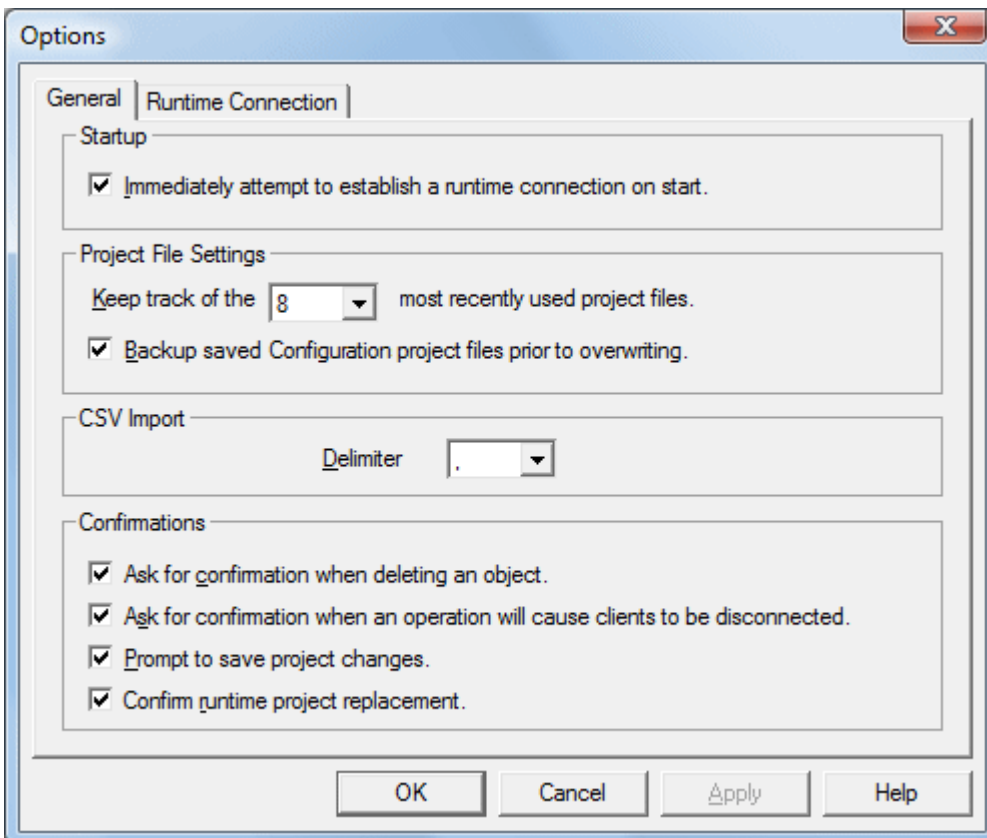 Options
General Runtime Connection
Startup
Immediately attempt to establish a runtime connection on start.
Project File Settings
Keep track of the 8 most recently used project files.
Backup saved Configuration project files prior to overwriting.
CSV Import
Delimiter ,
Confirmations
Ask for confirmation when deleting an object.
Ask for confirmation when an operation will cause clients to be disconnected.
Prompt to save project changes.
Confirm runtime project replacement.
OK Cancel Apply Help